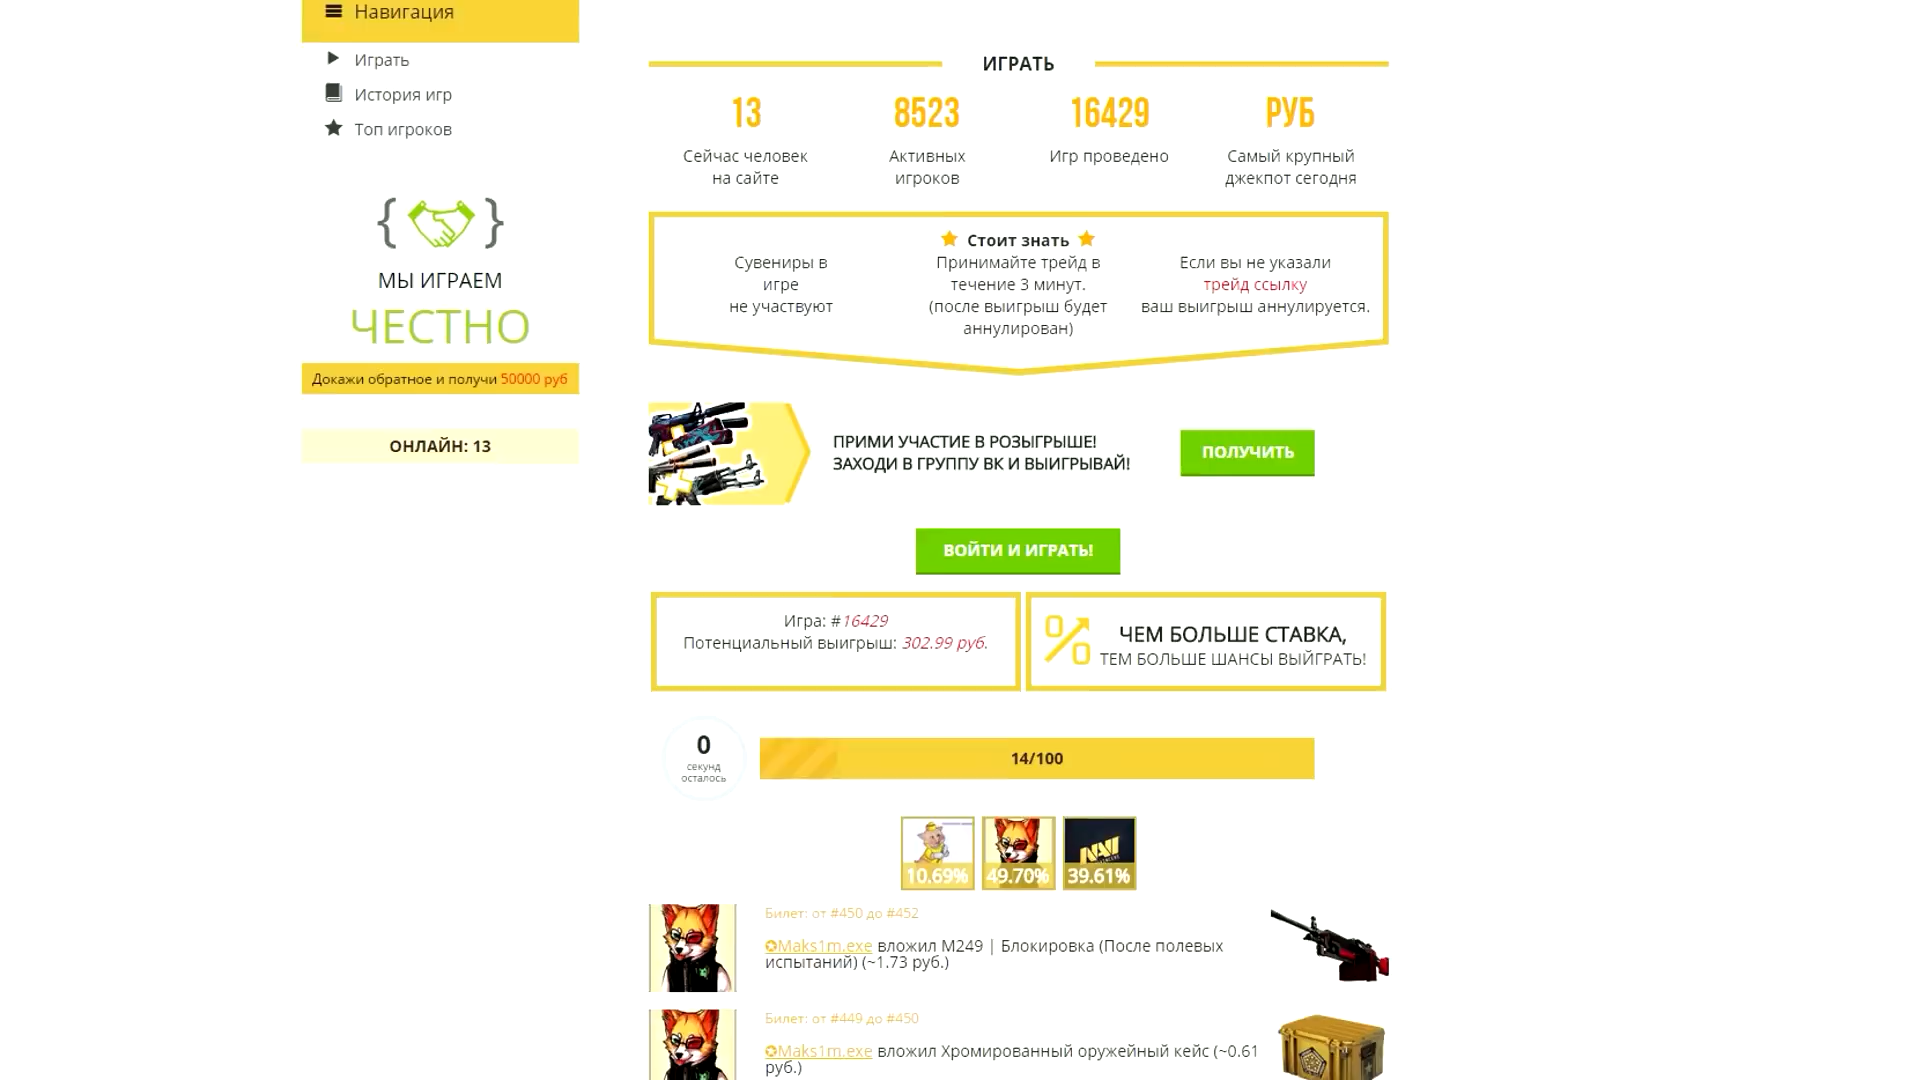 Навигация
Играть
История игр
Топ игроков
{ }
МЫ ИГРАЕМ
ЧЕСТНО
Докажи обратное и получи 50000 руб
ОНЛАЙН: 13
ИГРАТЬ
13
Сейчас человек
на сайте
8523
Активных
игроков
16429
Игр проведено
РУБ
Самый крупный
джекпот сегодня
Стоит знать
Сувениры в
игре
не участвуют
Принимайте трейд в
течение 3 минут.
(после выигрыш будет
аннулирован)
Если вы не указали
трейд ссылку
ваш выигрыш аннулируется.
ПРИМИ УЧАСТИЕ В РОЗЫГРЫШЕ!
ЗАХОДИ В ГРУППУ ВК И ВЫИГРЫВАЙ!
ПОЛУЧИТЬ
ВОЙТИ И ИГРАТЬ!
Игра: #16429
Потенциальный выигрыш: 302.99 руб.
ЧЕМ БОЛЬШЕ СТАВКА,
ТЕМ БОЛЬШЕ ШАНСЫ ВЫЙГРАТЬ!
0
секунд
осталось
14/100
10.69%
49.70%
NAVI
39.61%
Билет: от #450 до #452
Maks1m.exe вложил M249 | Блокировка (После полевых
испытаний) (~1.73 руб.)
Билет: от #449 до #450
Maks1m.exe вложил Хромированный оружейный кейс (~0.61
руб.)